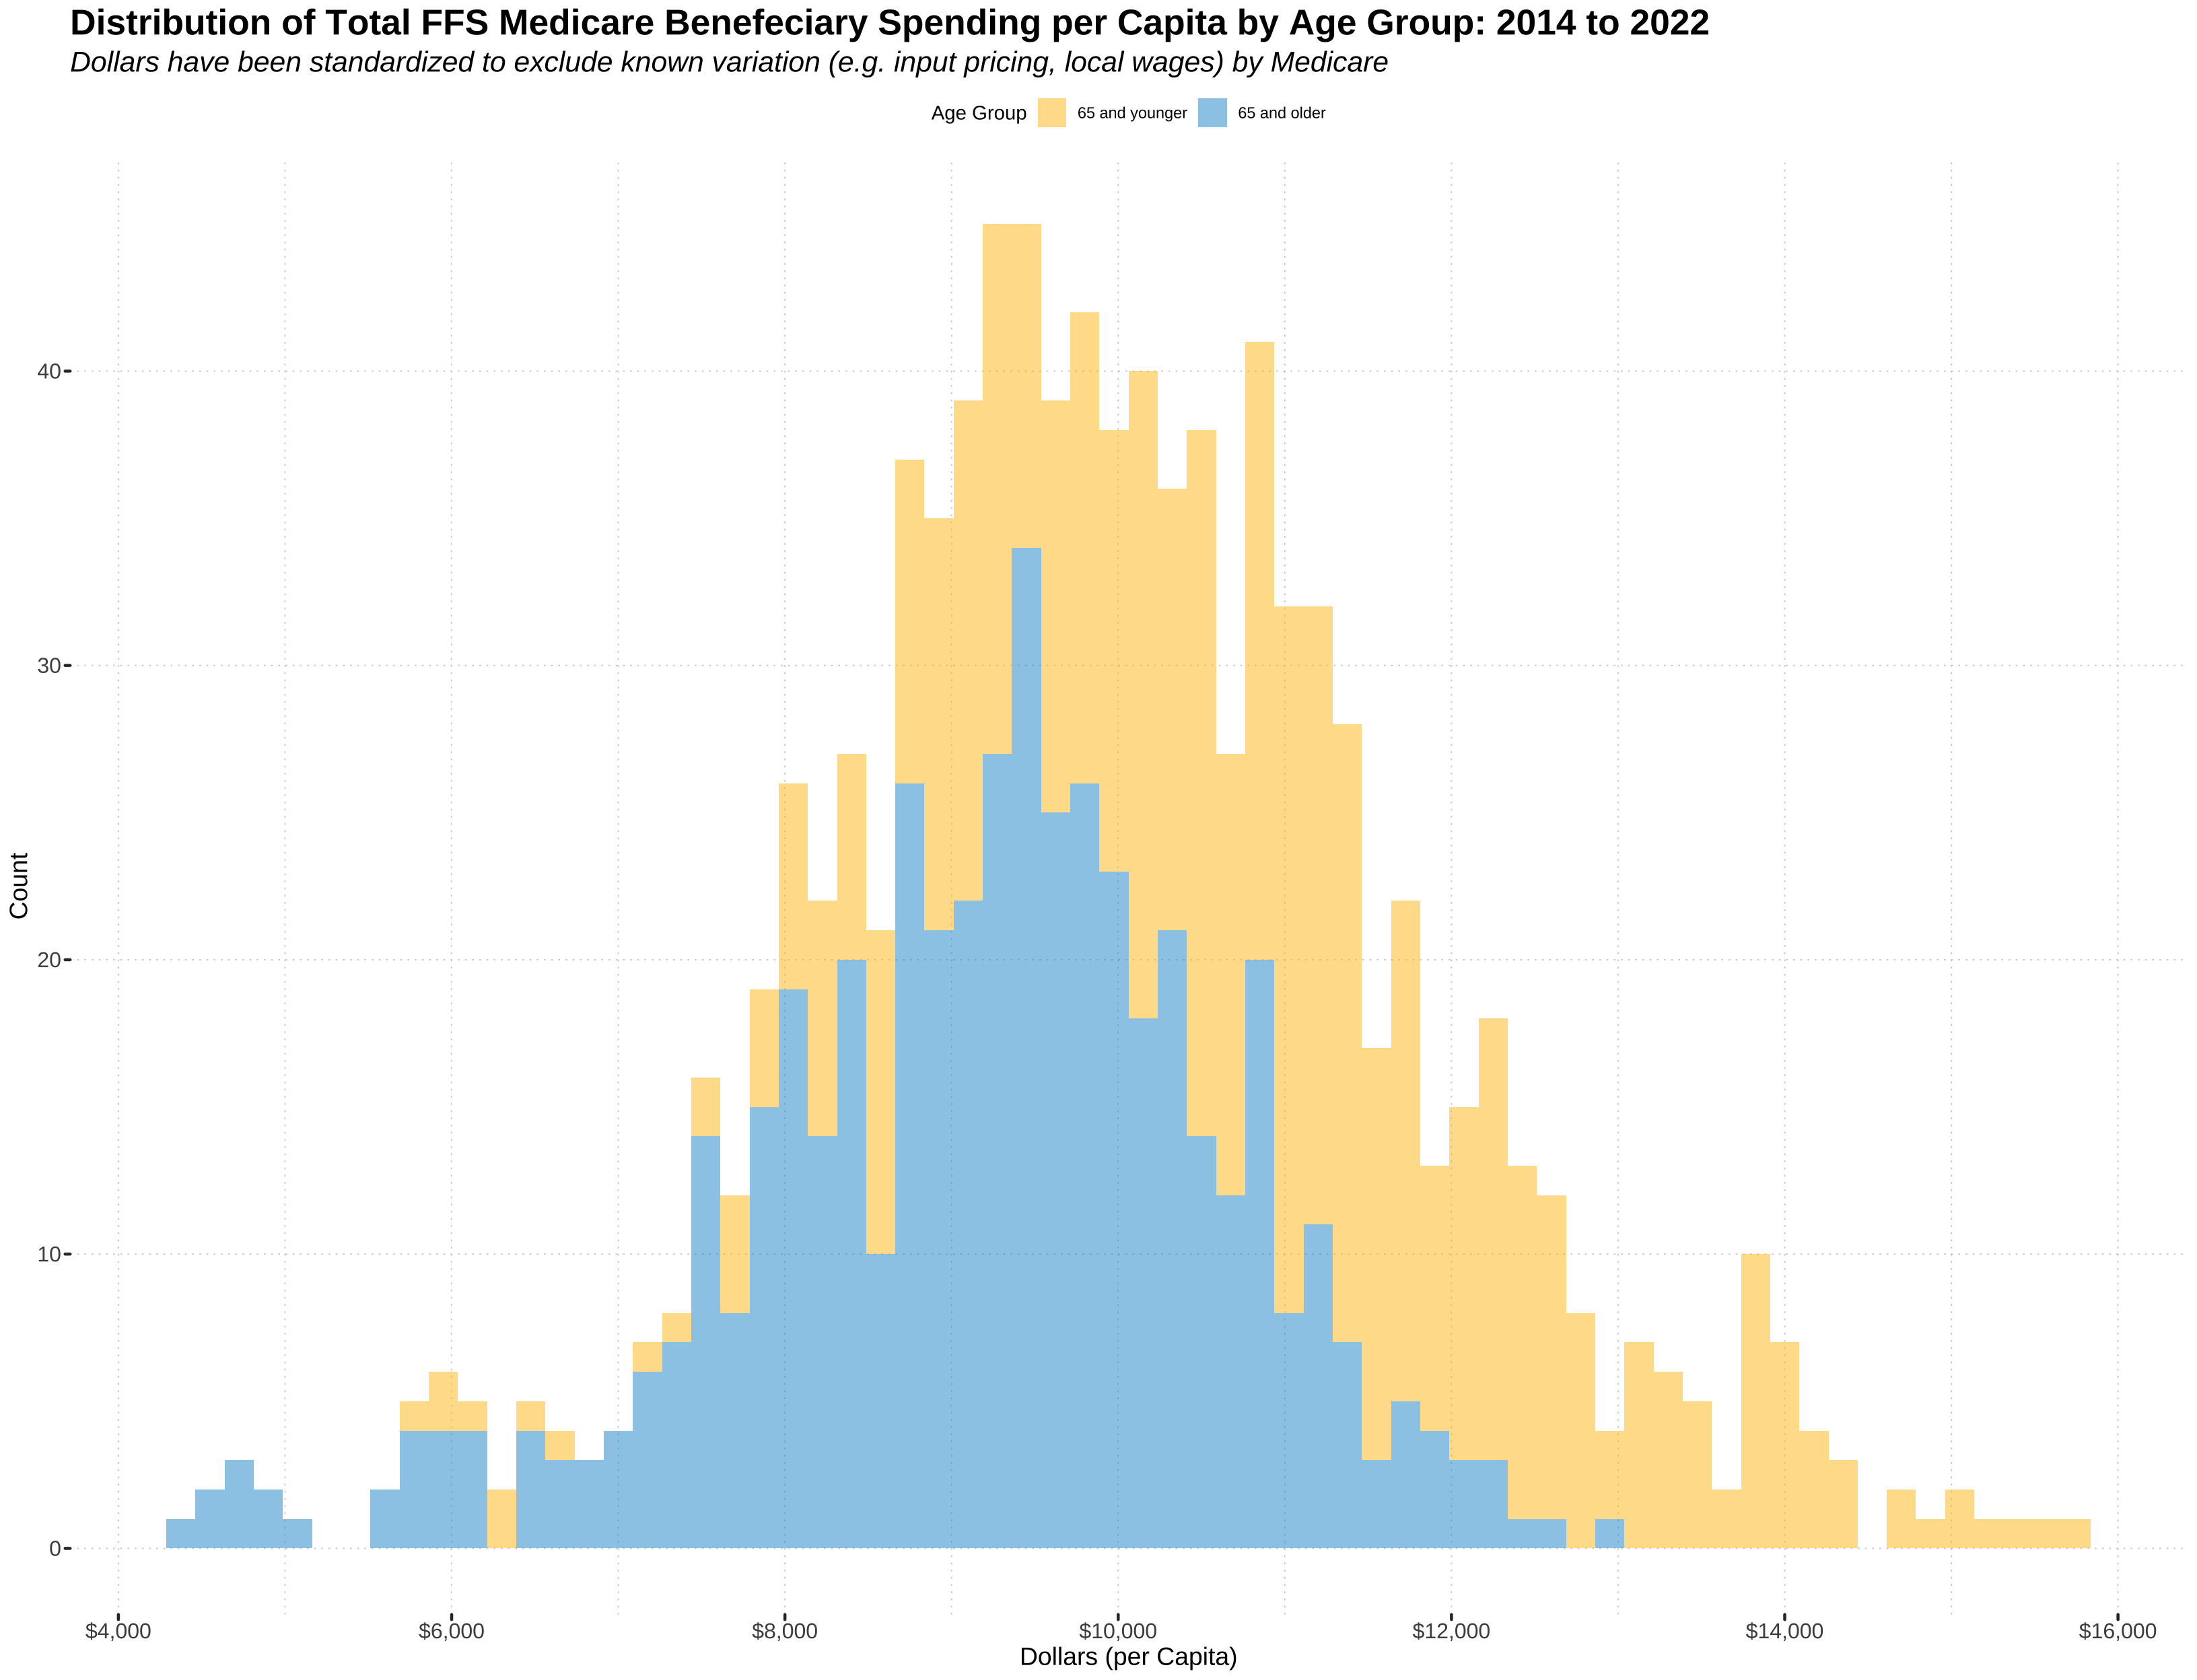 Distribution of Total FFS Medicare Benefeciary Spending per Capita by Age Group: 2014 to 2022
Dollars have been standardized to exclude known variation (e.g. input pricing, local wages) by Medicare
Age Group 65 and younger 65 and older
40
30
20
10
0
Count
$4,000 $6,000 $8,000 $10,000 $12,000 $14,000 $16,000
Dollars (per Capita)